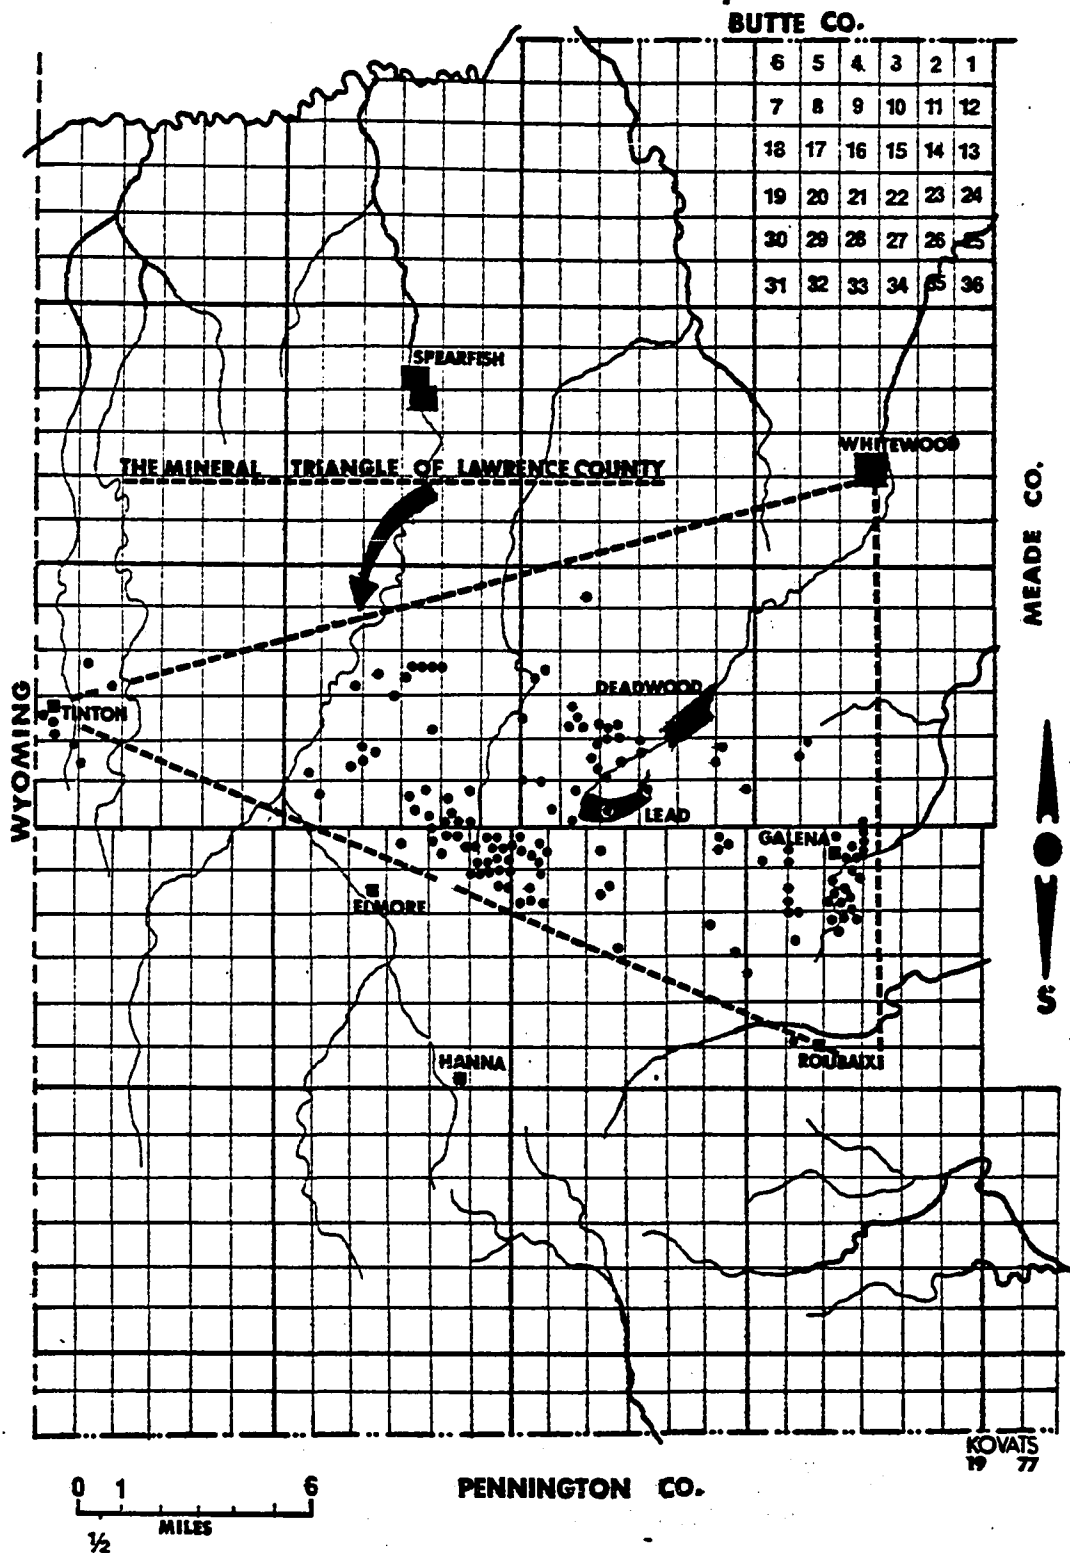 BUTTE CO.
6 5 4 3 2 1
7 8 9 10 11 12
18 17 16 15 14 13
19 20 21 22 23 24
30 29 28 27 26 25
31 32 33 34 35 36
SPEARFISH
WHITEWOOD
THE MINERAL TRIANGLE OF LAWRENCE COUNTY
MEADE CO.
WYOMING
DEADWOOD
TINTON
LEAD
GALENA
ELMORE
S
HANNA
ROUBAIX
KOVATS
19 77
0 1 6
PENNINGTON CO.
MILES
1/2